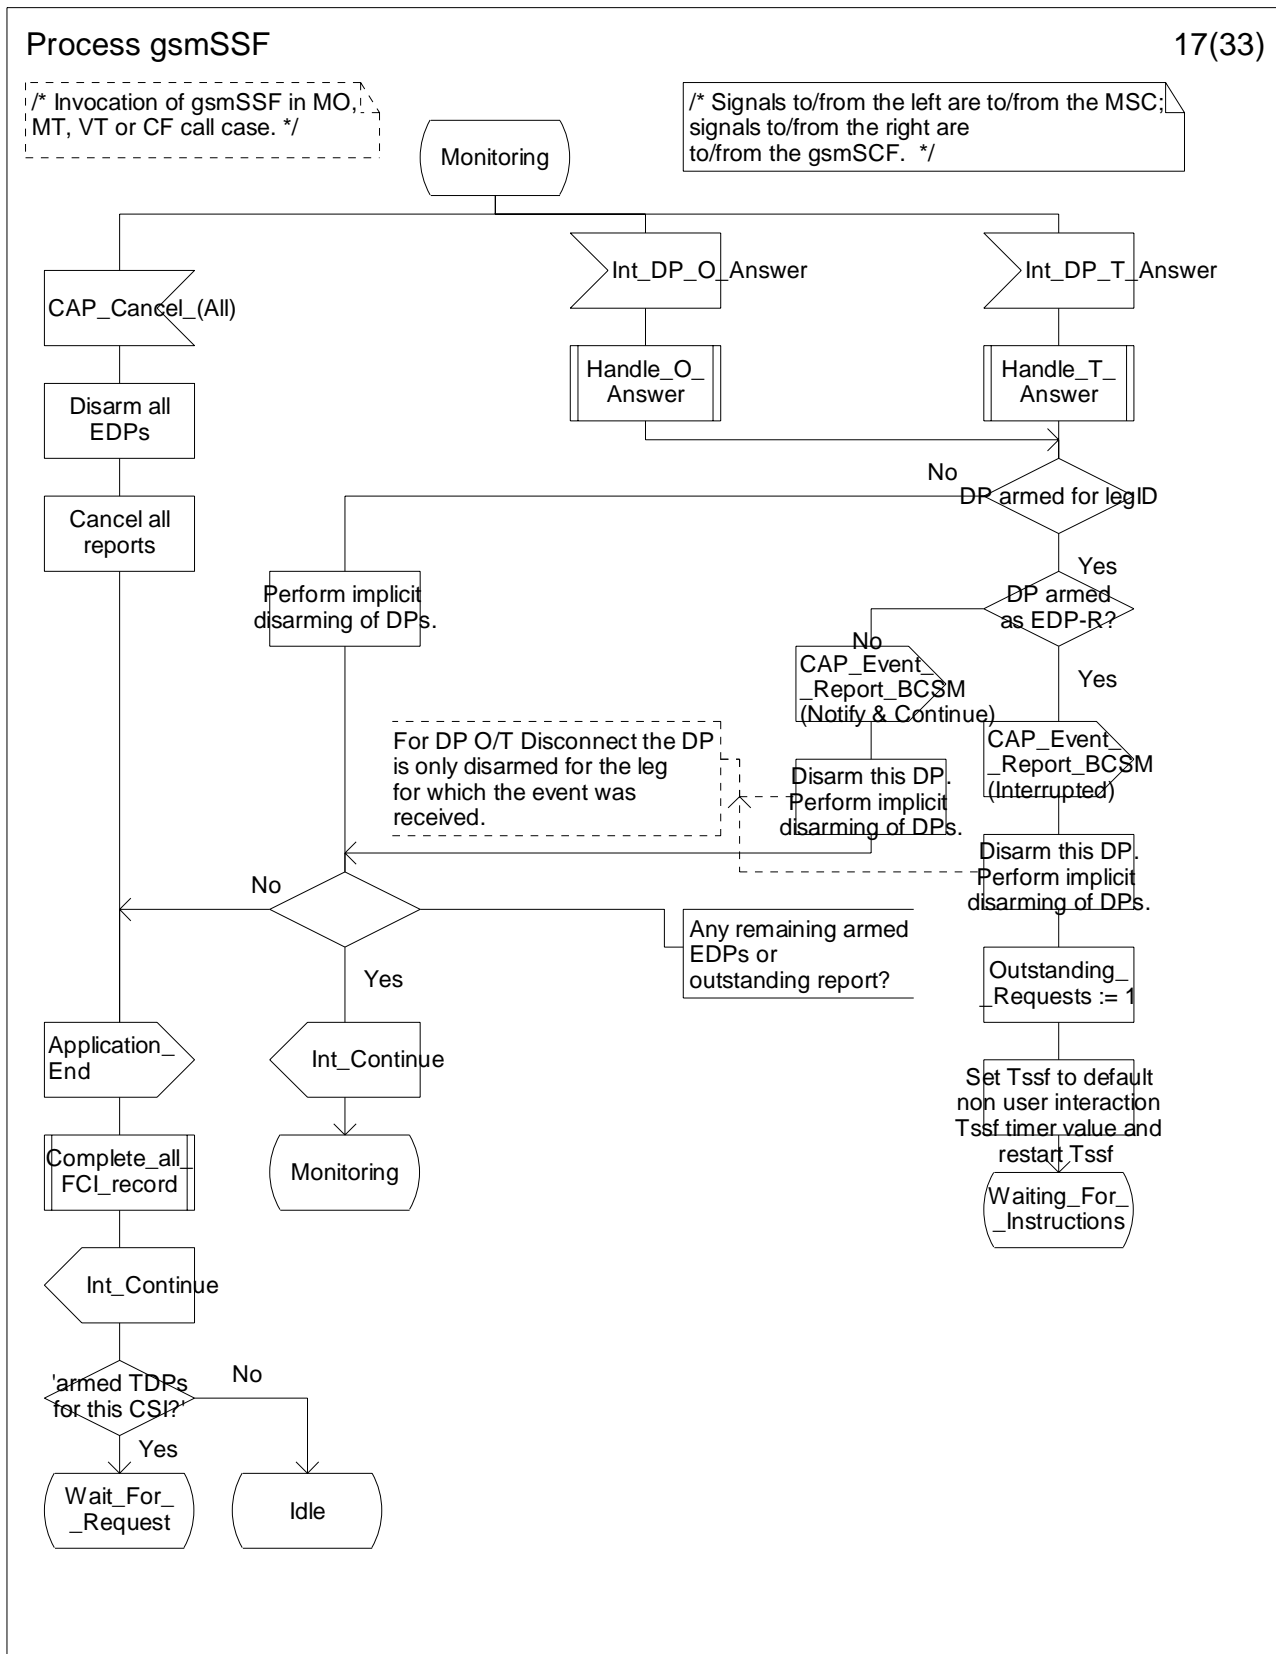 Process gsmSSF
17(33)
/* Invocation of gsmSSF in MO,
MT, VT or CF call case. */
/* Signals to/from the left are to/from the MSC;
signals to/from the right are
to/from the gsmSCF.  */
Monitoring
CAP_Cancel_(All)
Int_DP_O_Answer
Int_DP_T_Answer
Disarm all
EDPs
Handle_O_
Answer
Handle_T_
Answer
Cancel all
reports
No
DP armed for legID
Yes
Perform implicit
disarming of DPs.
DP armed
as EDP-R?
No
CAP_Event_
_Report_BCSM
(Notify & Continue)
Yes
CAP_Event_
_Report_BCSM
(Interrupted)
For DP O/T Disconnect the DP
is only disarmed for the leg
for which the event was
received.
Disarm this DP.
Perform implicit
disarming of DPs.
Disarm this DP.
Perform implicit
disarming of DPs.
No
Any remaining armed
EDPs or
outstanding report?
Yes
Outstanding_
_Requests := 1
Application_
End
Int_Continue
Set Tssf to default
non user interaction
Tssf timer value and
restart Tssf
Complete_all_
FCI_record
Monitoring
Waiting_For_
_Instructions
Int_Continue
'armed TDPs
for this CSI?'
No
Yes
Wait_For_
_Request
Idle